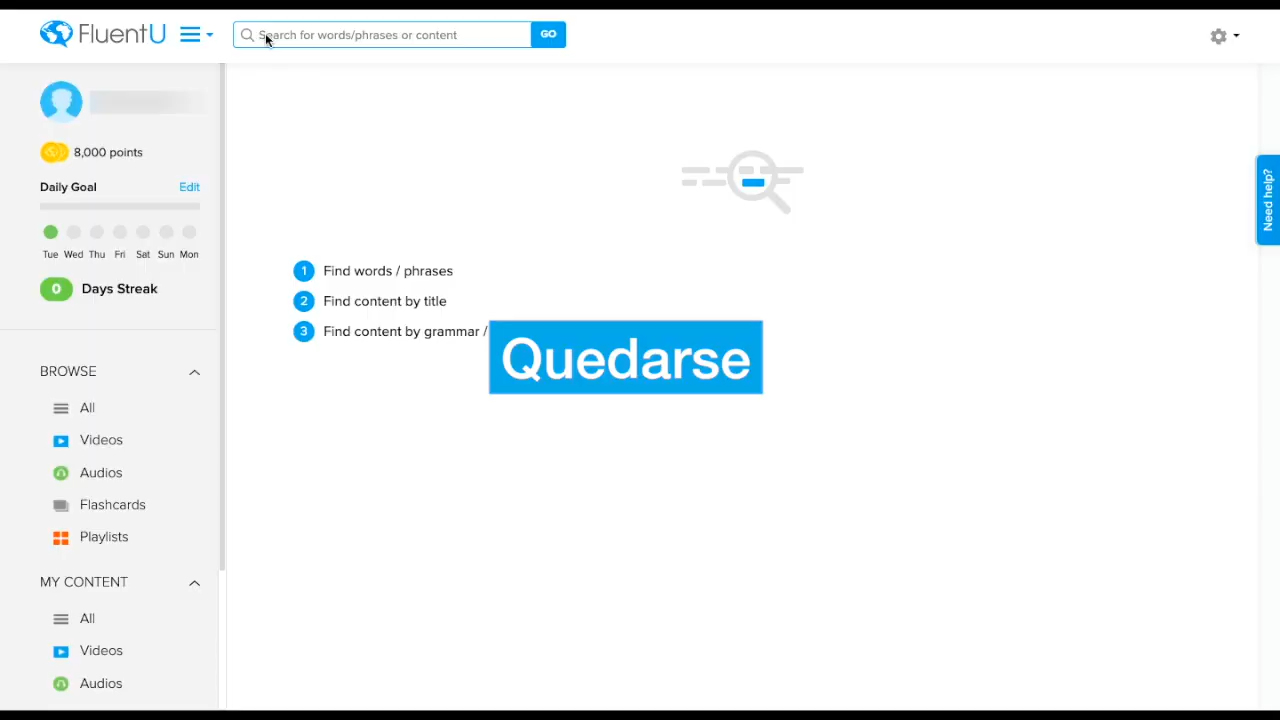 FluentU
Search for words/phrases or content
GO
8,000 points
Daily Goal
Edit
Tue Wed Thu Fri Sat Sun Mon
0 Days Streak
BROWSE
All
Videos
Audios
Flashcards
Playlists
MY CONTENT
All
Videos
Audios
1 Find words / phrases
2 Find content by title
3 Find content by grammar /
Quedarse
Need help?